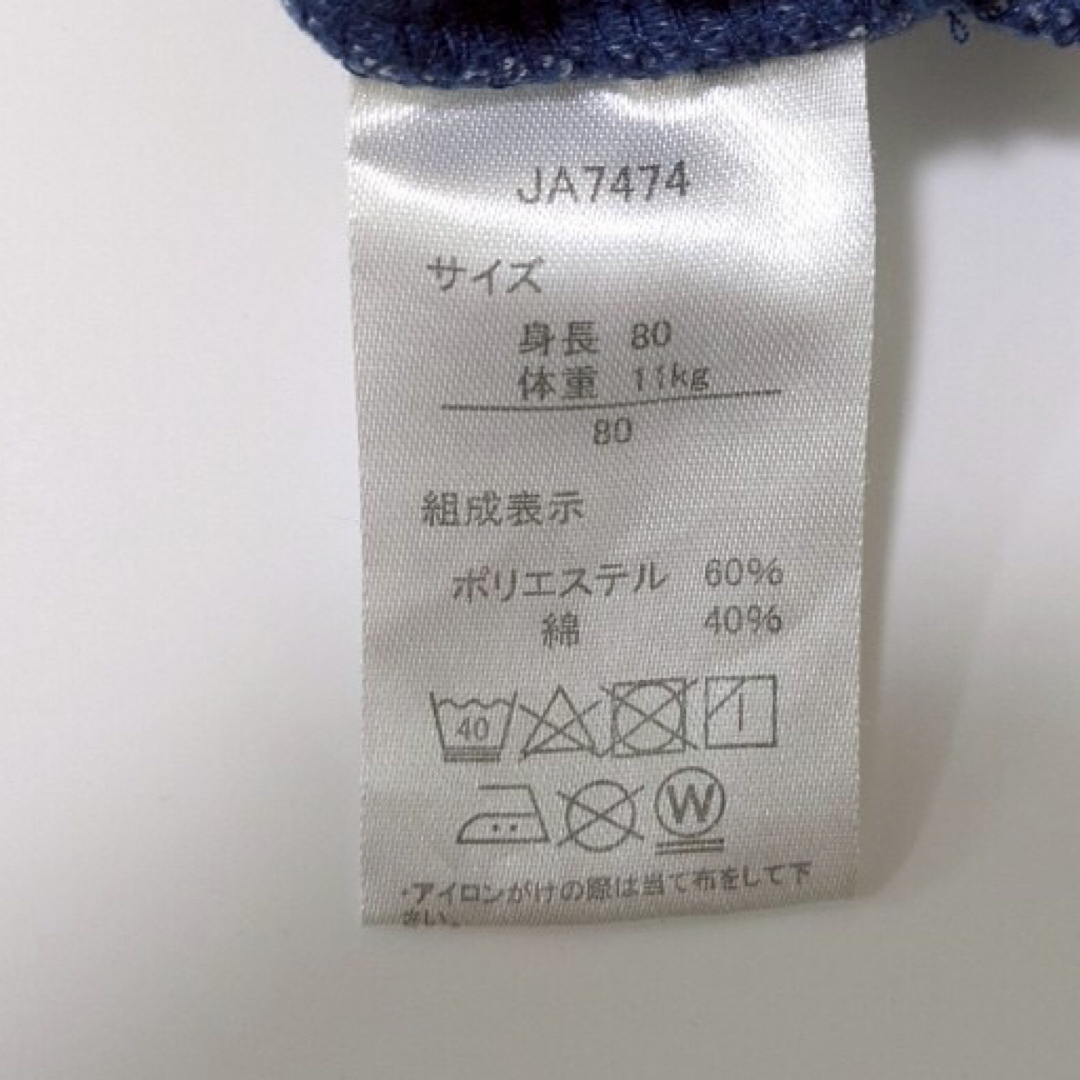 JA7474
サイズ
身長 80
体重 11kg
80
組成表示
ポリエステル 60%
綿 40%
40
W
・アイロンがけの際は当て布をして下
さい。